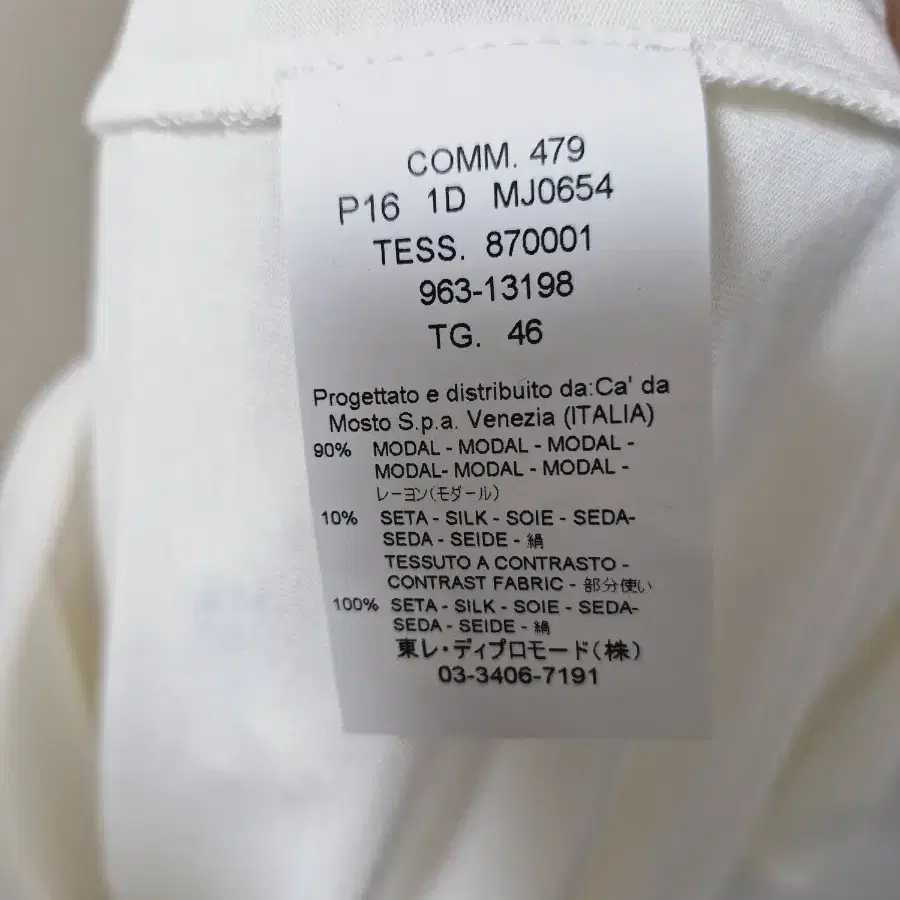 COMM. 479
P16 1D MJ0654
TESS. 870001
963-13198
TG. 46
Progettato e distribuito da:Ca' da
Mosto S.p.a. Venezia (ITALIA)
90% MODAL - MODAL - MODAL -
MODAL- MODAL - MODAL -
レーヨン(モダール)
10% SETA - SILK - SOIE - SEDA-
SEDA - SEIDE - 絹
TESSUTO A CONTRASTO -
CONTRAST FABRIC - 部分使い
100% SETA - SILK - SOIE - SEDA-
SEDA - SEIDE - 絹
東レ・ディプロモード(株)
03-3406-7191